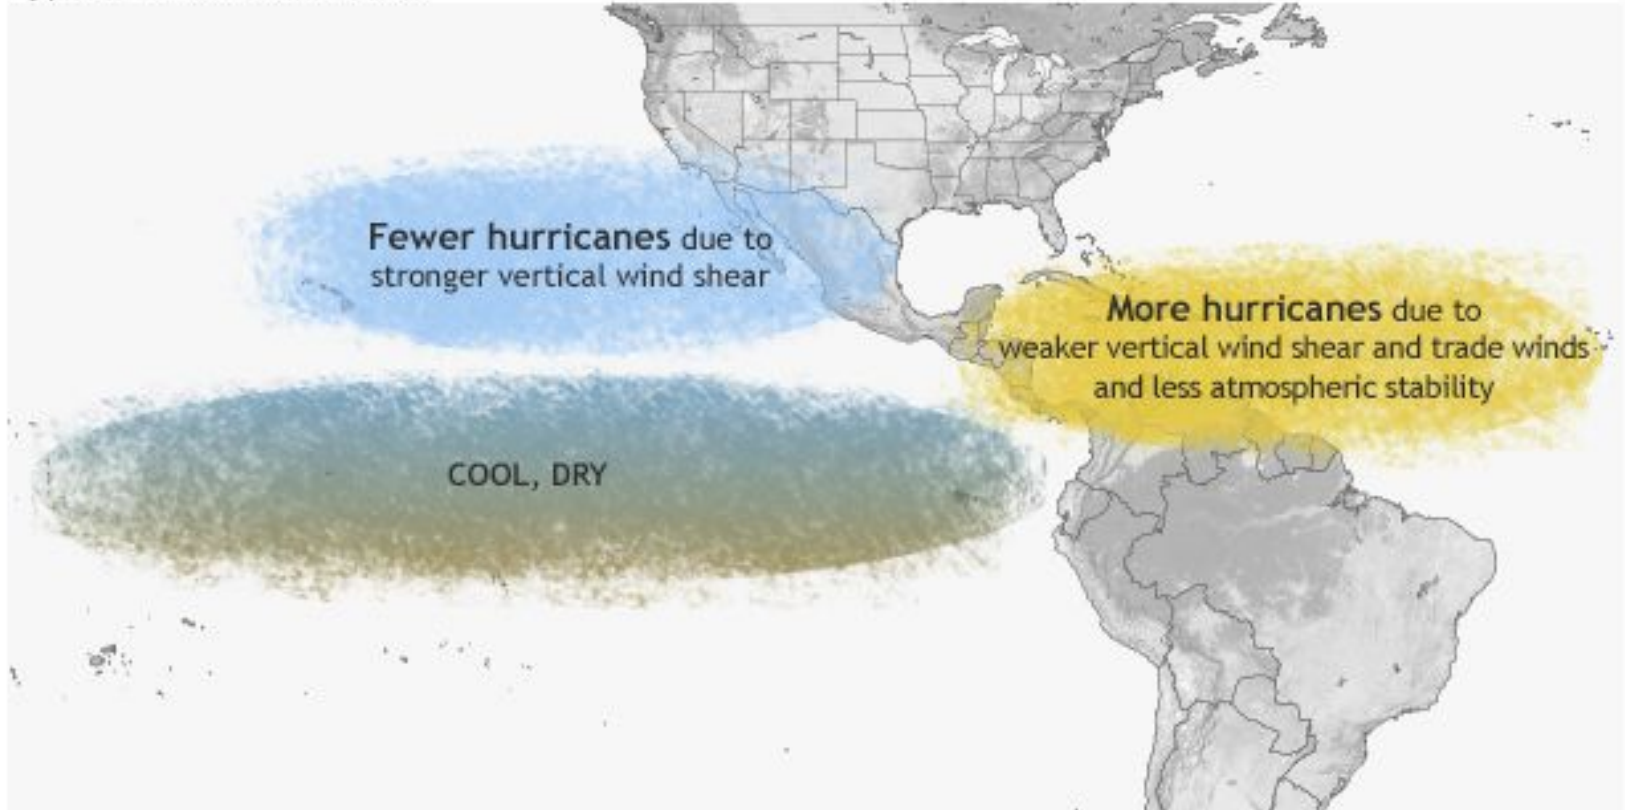 Fewer hurricanes due to
stronger vertical wind shear
More hurricanes due to
weaker vertical wind shear and trade winds
and less atmospheric stability
COOL, DRY